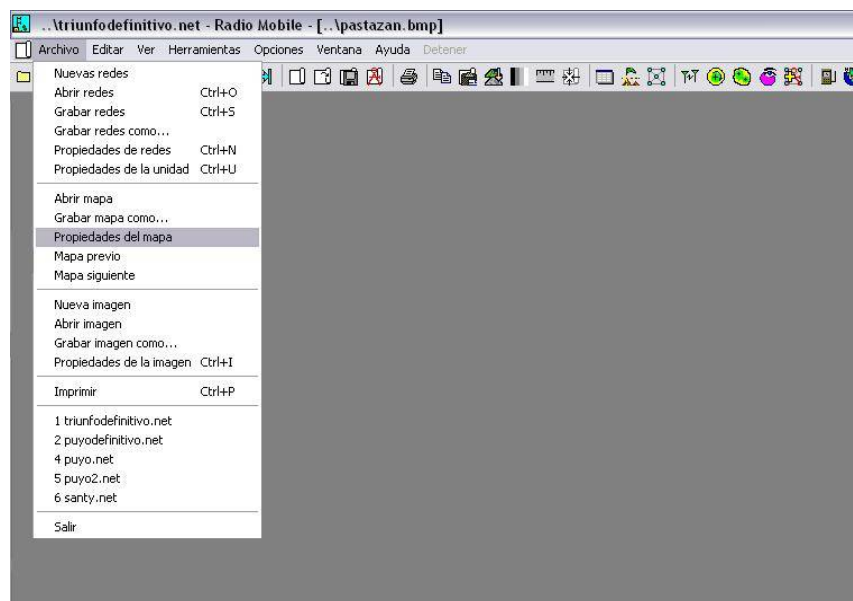 ..\triunfodefinitivo.net - Radio Mobile - [..\pastazan.bmp]
Archivo Editar Ver Herramientas Opciones Ventana Ayuda Detener
Nuevas redes
Abrir redes Ctrl+O
Grabar redes Ctrl+S
Grabar redes como...
Propiedades de redes Ctrl+N
Propiedades de la unidad Ctrl+U
Abrir mapa
Grabar mapa como...
Propiedades del mapa
Mapa previo
Mapa siguiente
Nueva imagen
Abrir imagen
Grabar imagen como...
Propiedades de la imagen Ctrl+I
Imprimir Ctrl+P
1 triunfodefinitivo.net
2 puyodefinitivo.net
4 puyo.net
5 puyo2.net
6 santy.net
Salir